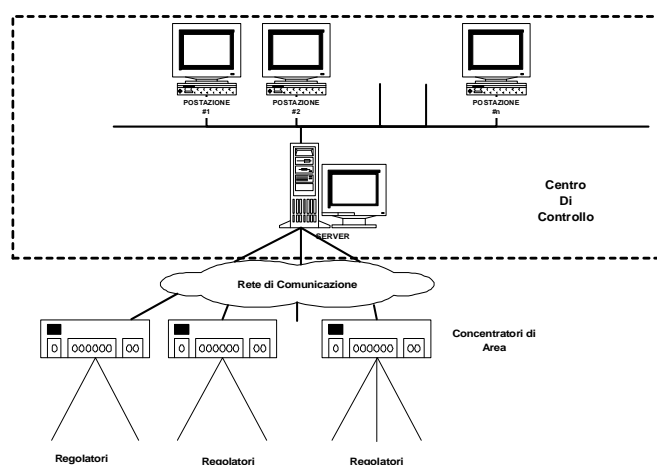 POSTAZIONE
#1
POSTAZIONE
#2
POSTAZIONE
#n
Centro
Di
Controllo
SERVER
Rete di Comunicazione
Concentratori di
Area
Regolatori
Regolatori
Regolatori